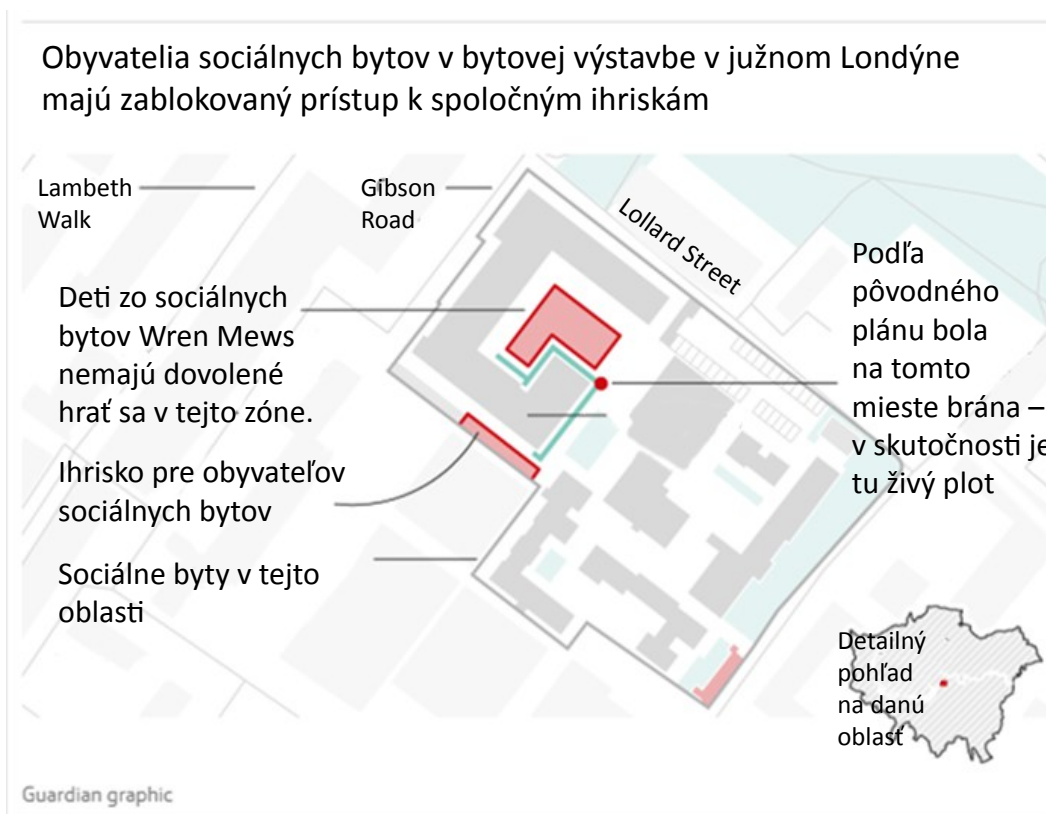 Obyvatelia sociálnych bytov v bytovej výstavbe v južnom Londýne
majú zablokovaný prístup k spoločným ihriskám
Lambeth
Walk
Gibson
Road
Lollard Street
Deti zo sociálnych
bytov Wren Mews
nemajú dovolené
hrať sa v tejto zóne.
Ihrisko pre obyvateľov
sociálnych bytov
Sociálne byty v tejto
oblasti
Podľa
pôvodného
plánu bola
na tomto
mieste brána –
v skutočnosti je
tu živý plot
Detailný
pohľad
na danú
oblasť
Guardian graphic